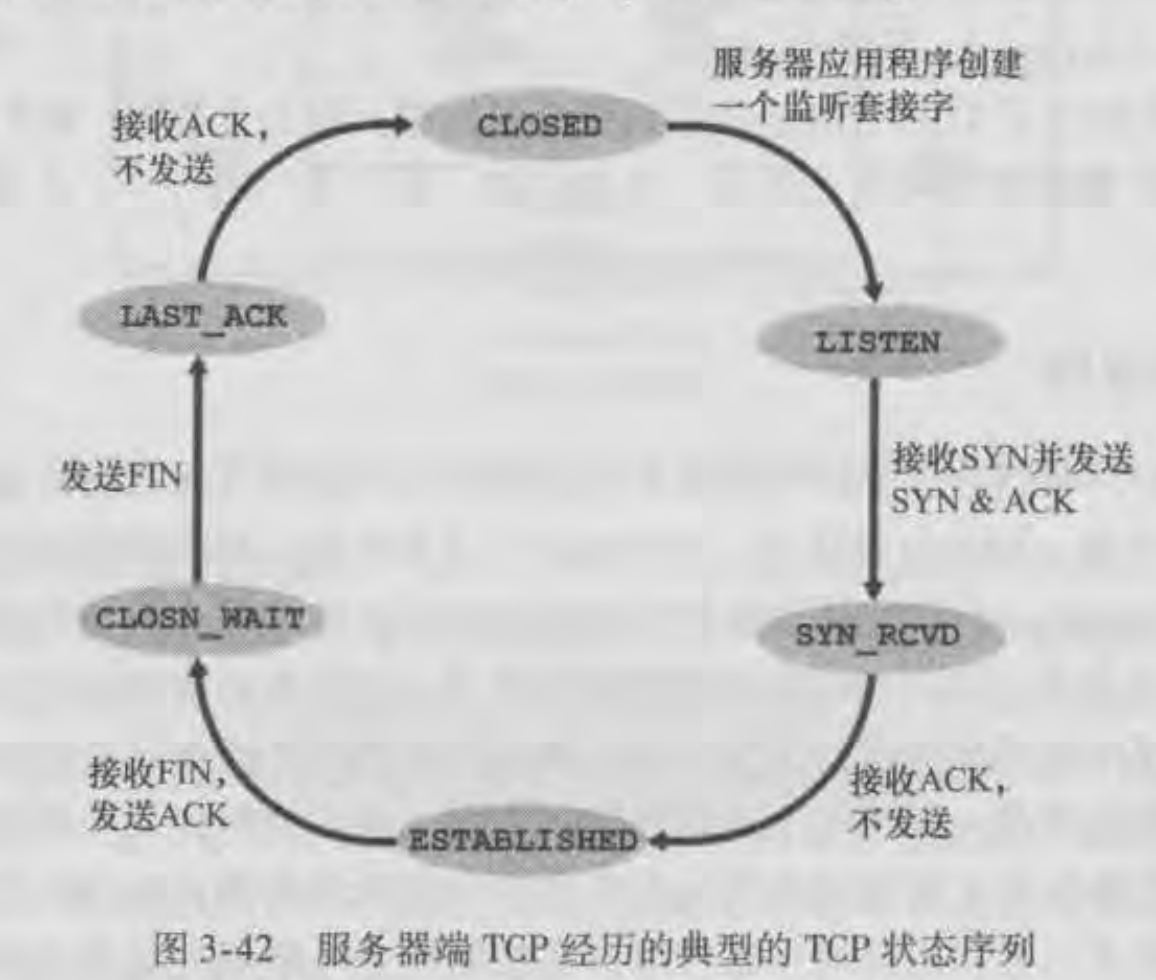 服务器应用程序创建
一个监听套接字
接收ACK，
不发送
CLOSED
LAST_ACK
LISTEN
发送FIN
接收SYN并发送
SYN & ACK
CLOSN_WAIT
SYN_RCVD
接收FIN，
发送ACK
接收ACK，
不发送
ESTABLISHED
图 3-42 服务器端 TCP 经历的典型的 TCP 状态序列